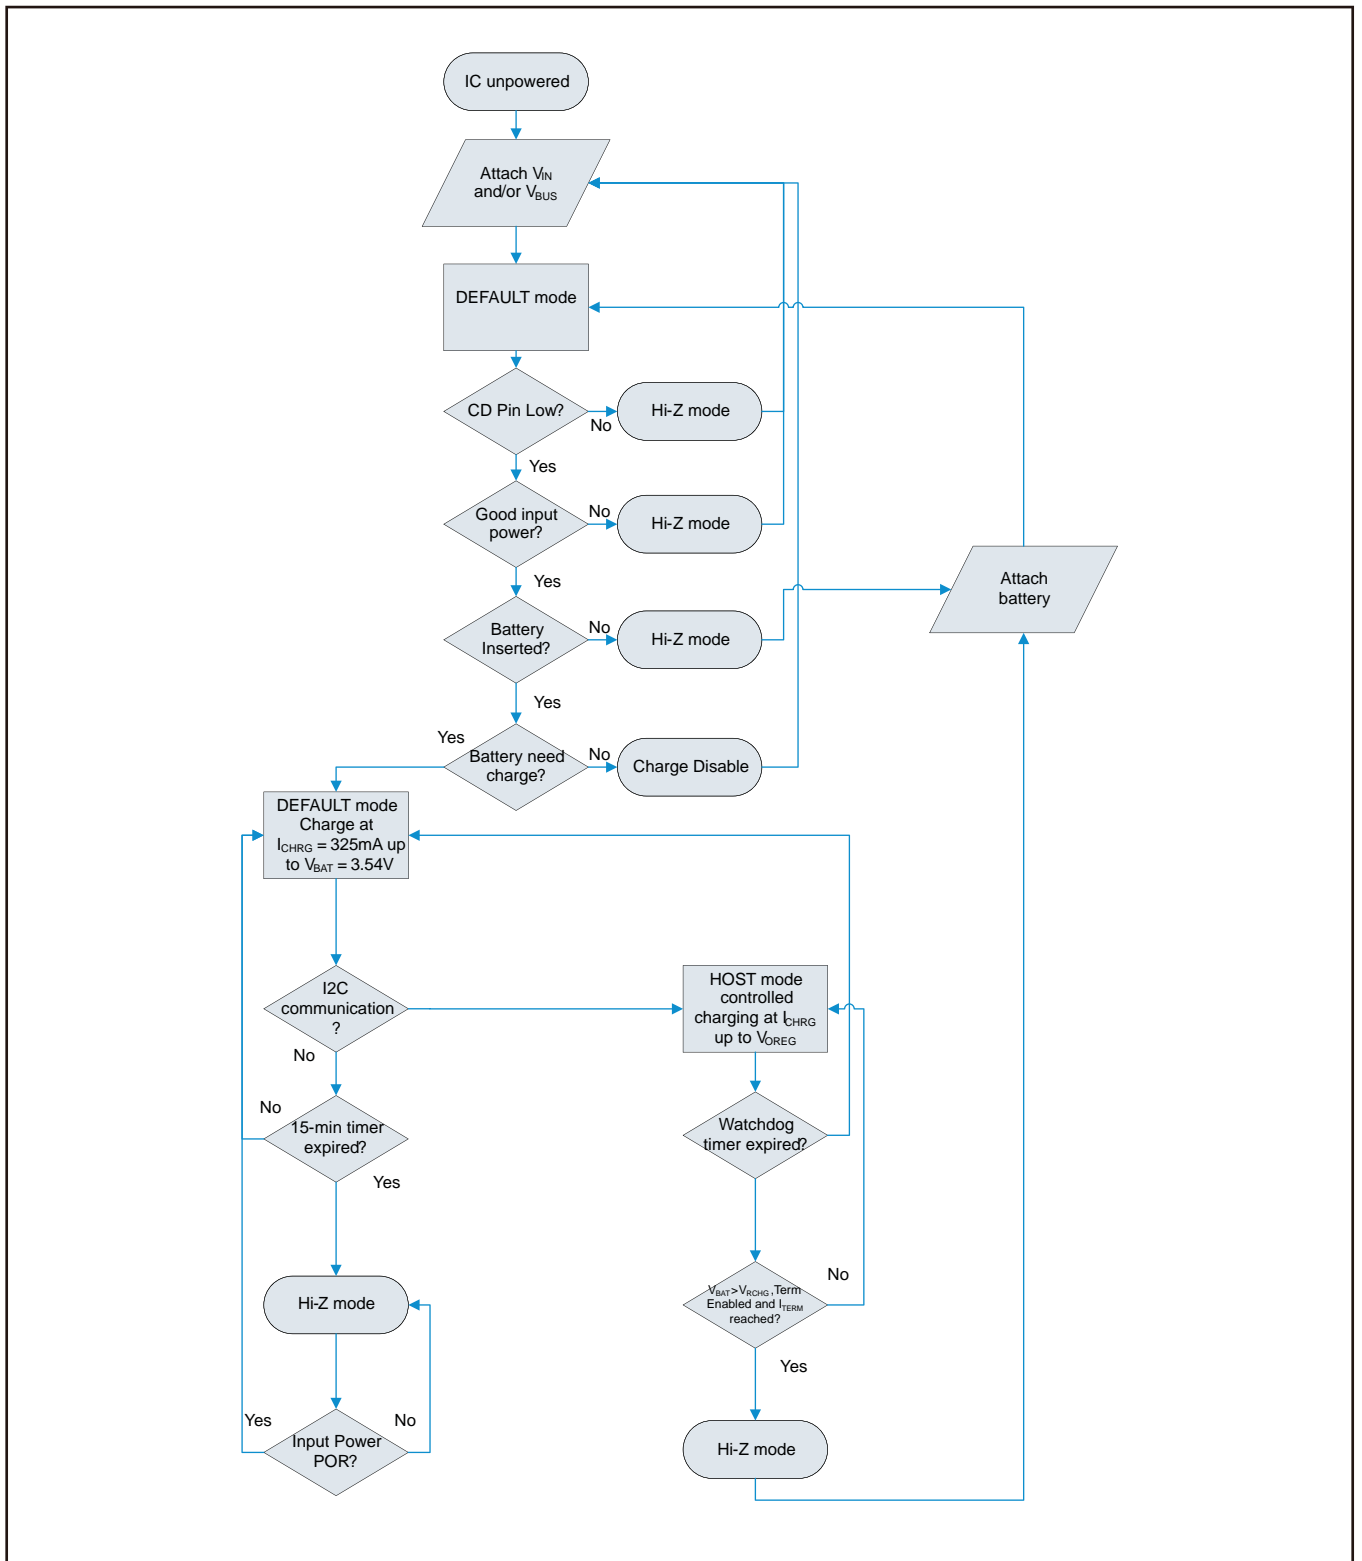 IC unpowered
Attach VIN
and/or VBUS
DEFAULT mode
CD Pin Low?
No
Hi-Z mode
Yes
Good input
power?
No
Hi-Z mode
Yes
Battery
Inserted?
No
Hi-Z mode
Attach
battery
Yes
Yes
Battery need
charge?
No
Charge Disable
DEFAULT mode
Charge at
ICHRG = 325mA up
to VBAT = 3.54V
I2C
communication
?
No
HOST mode
controlled
charging at ICHRG
up to VOREG
No
15-min timer
expired?
Yes
Watchdog
timer expired?
Hi-Z mode
VBAT>VRCHG,Term
Enabled and ITERM
reached?
No
Yes
Yes
Input Power
POR?
No
Hi-Z mode